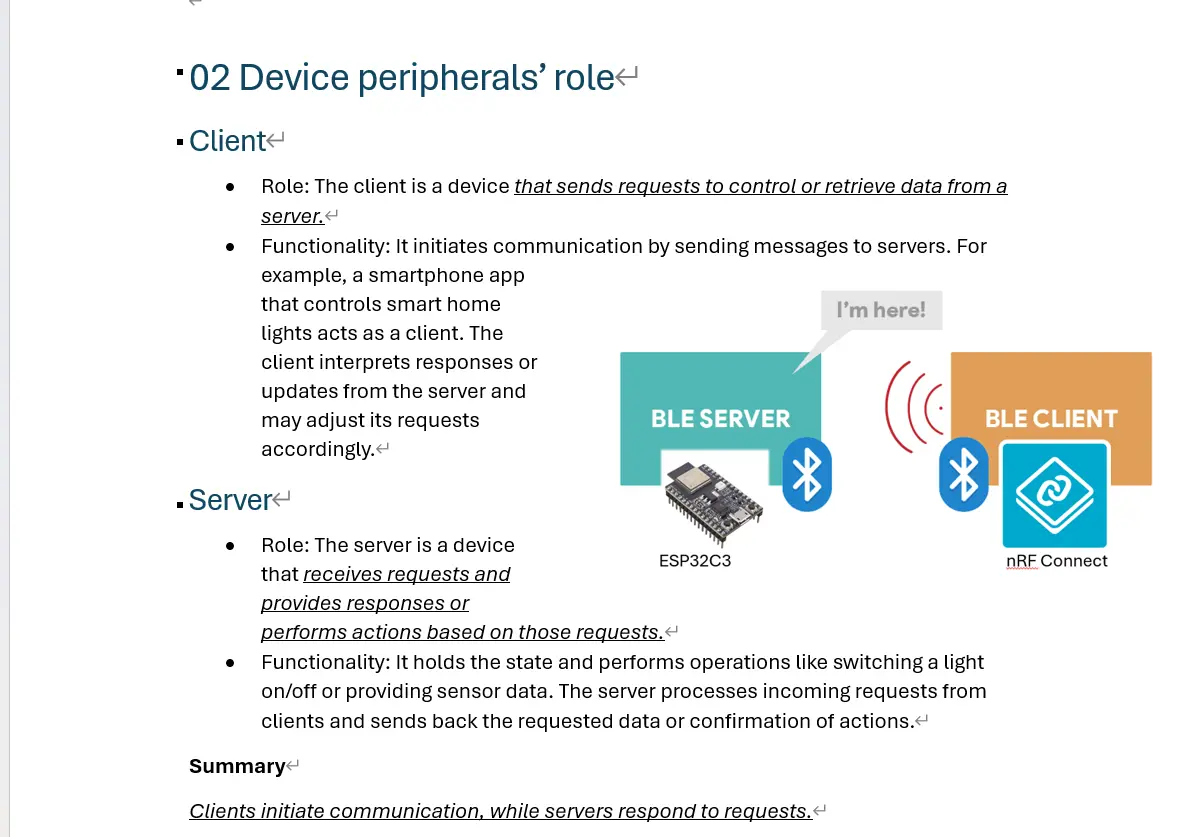 02 Device peripherals’ role
Client
Role: The client is a device that sends requests to control or retrieve data from a
server.
Functionality: It initiates communication by sending messages to servers. For
example, a smartphone app
that controls smart home
lights acts as a client. The
client interprets responses or
updates from the server and
may adjust its requests
accordingly.
I’m here!
BLE SERVER
BLE CLIENT
ESP32C3
nRF Connect
Server
Role: The server is a device
that receives requests and
provides responses or
performs actions based on those requests.
Functionality: It holds the state and performs operations like switching a light
on/off or providing sensor data. The server processes incoming requests from
clients and sends back the requested data or confirmation of actions.
Summary
Clients initiate communication, while servers respond to requests.